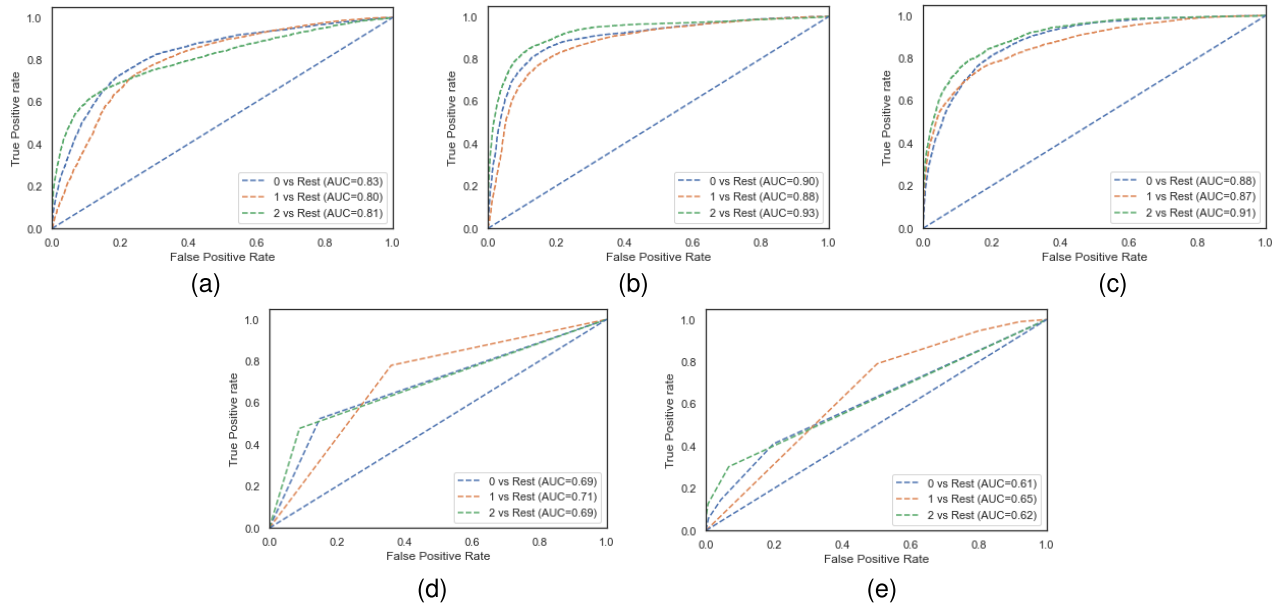 1.0
0.8
0.6
0.4
0.2
0.0
True Positive rate
0 vs Rest (AUC=0.83)
1 vs Rest (AUC=0.80)
2 vs Rest (AUC=0.81)
0.0 0.2 0.4 0.6 0.8 1.0
False Positive Rate
(a)
1.0
0.8
0.6
0.4
0.2
0.0
True Positive rate
0 vs Rest (AUC=0.90)
1 vs Rest (AUC=0.88)
2 vs Rest (AUC=0.93)
0.0 0.2 0.4 0.6 0.8 1.0
False Positive Rate
(b)
1.0
0.8
0.6
0.4
0.2
0.0
True Positive rate
0 vs Rest (AUC=0.88)
1 vs Rest (AUC=0.87)
2 vs Rest (AUC=0.91)
0.0 0.2 0.4 0.6 0.8 1.0
False Positive Rate
(c)
1.0
0.8
0.6
0.4
0.2
0.0
True Positive rate
0 vs Rest (AUC=0.69)
1 vs Rest (AUC=0.71)
2 vs Rest (AUC=0.69)
0.0 0.2 0.4 0.6 0.8 1.0
False Positive Rate
(d)
1.0
0.8
0.6
0.4
0.2
0.0
True Positive rate
0 vs Rest (AUC=0.61)
1 vs Rest (AUC=0.65)
2 vs Rest (AUC=0.62)
0.0 0.2 0.4 0.6 0.8 1.0
False Positive Rate
(e)